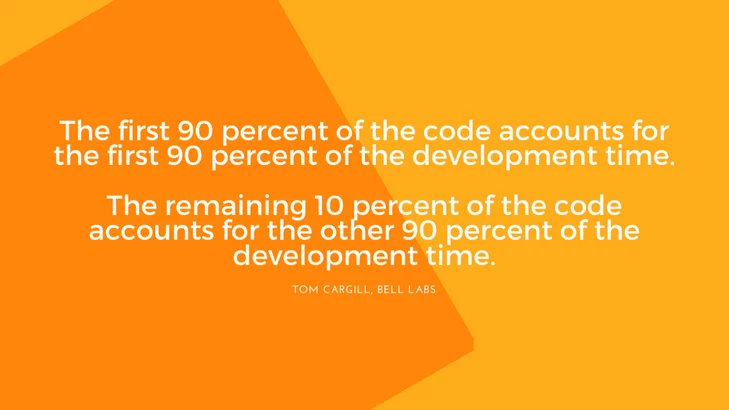 The first 90 percent of the code accounts for
the first 90 percent of the development time.
The remaining 10 percent of the code
accounts for the other 90 percent of the
development time.
TOM CARGILL, BELL LABS